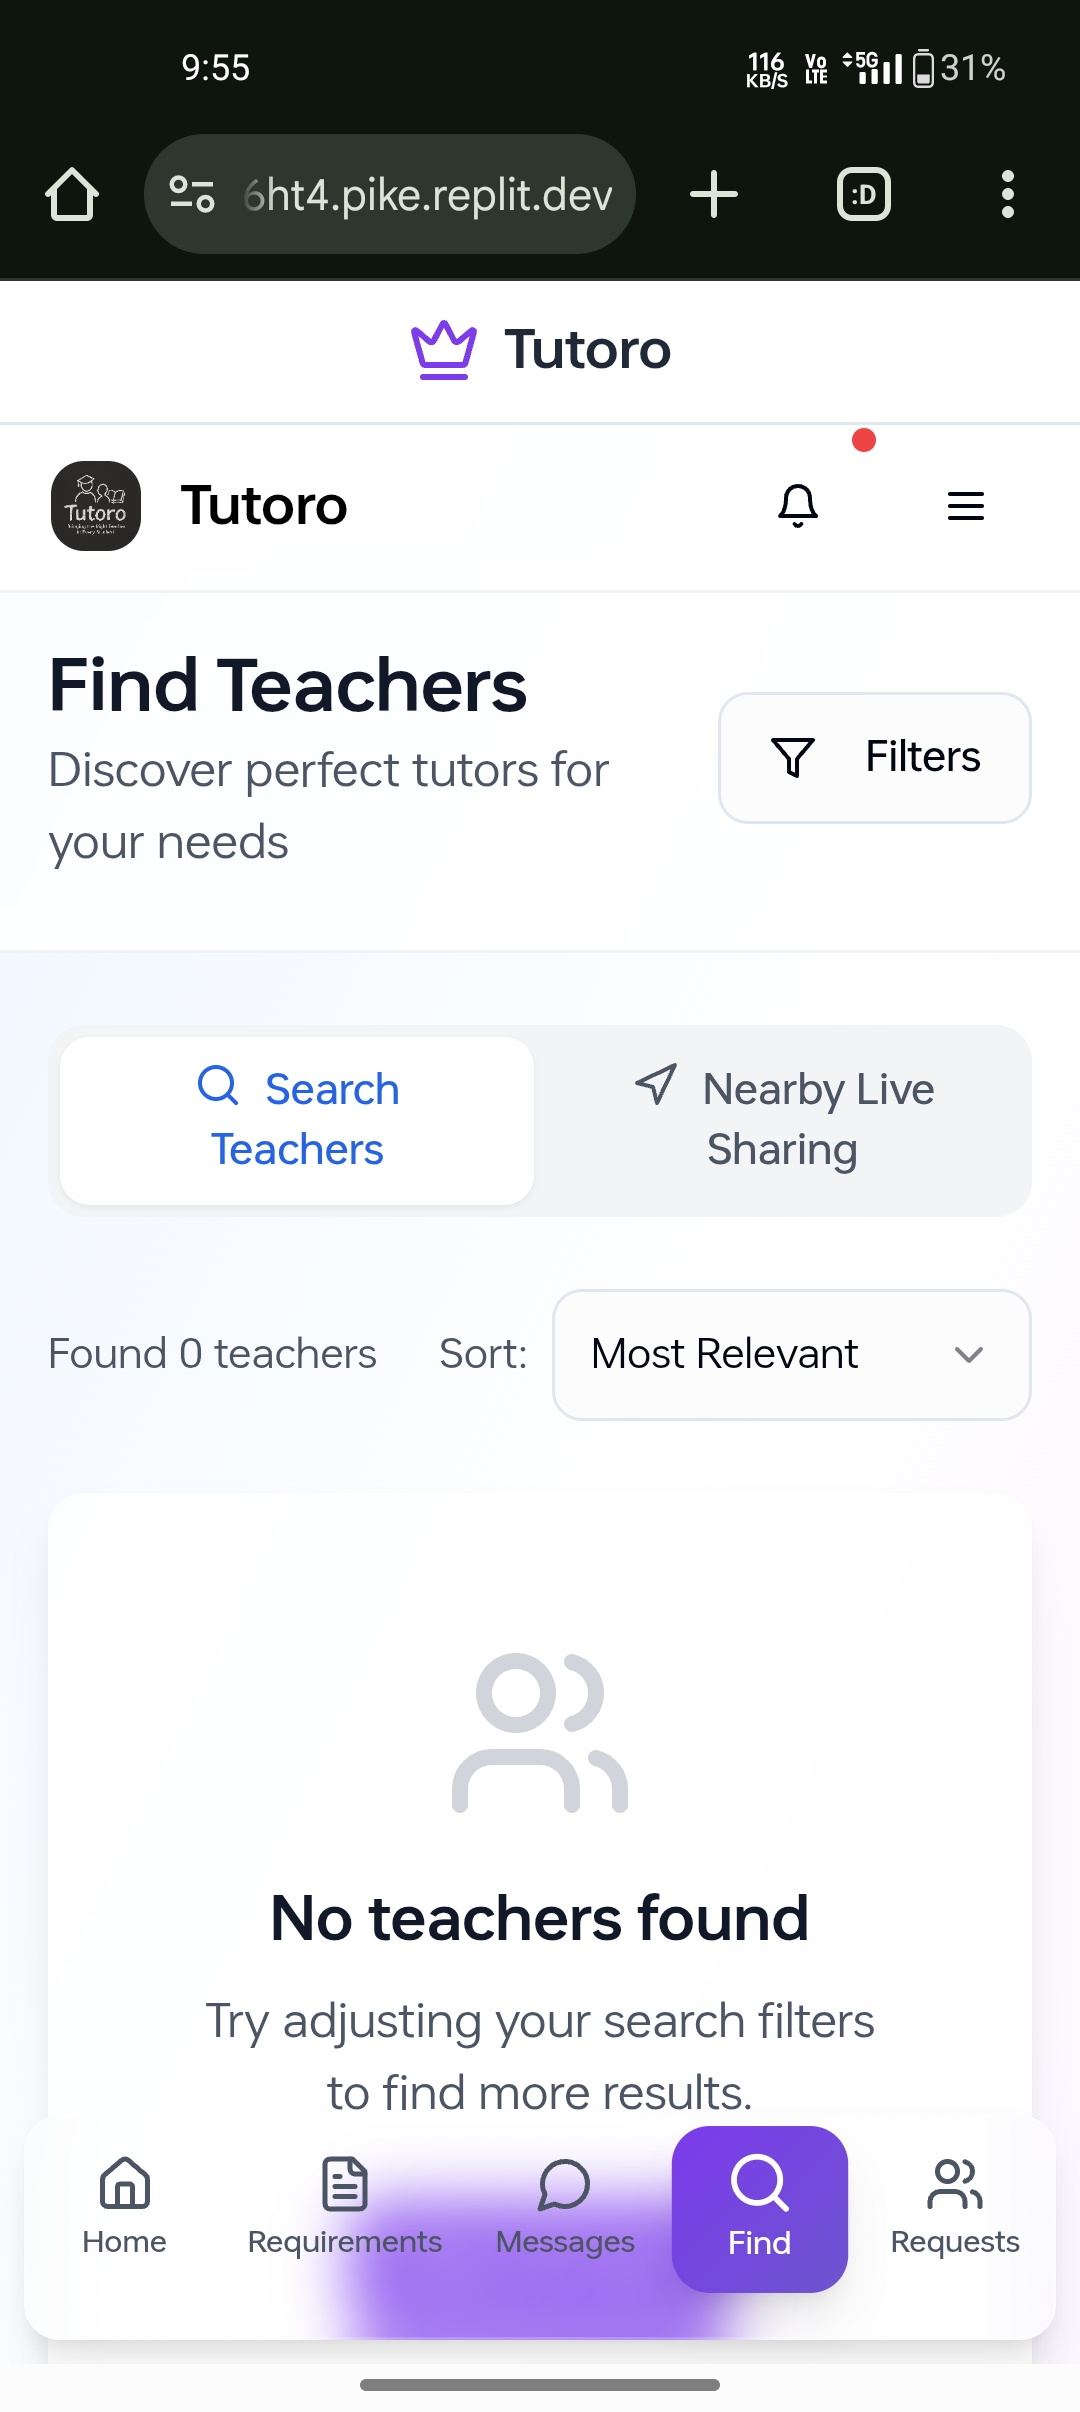 9:55
116
KB/S
Vo
LTE
5G
31%
6ht4.pike.replit.dev
:D
Tutoro
Tutoro
Tutoro
Find Teachers
Discover perfect tutors for
your needs
Filters
Search
Teachers
Nearby Live
Sharing
Found 0 teachers
Sort:
Most Relevant
No teachers found
Try adjusting your search filters
to find more results.
Home
Requirements
Messages
Find
Requests